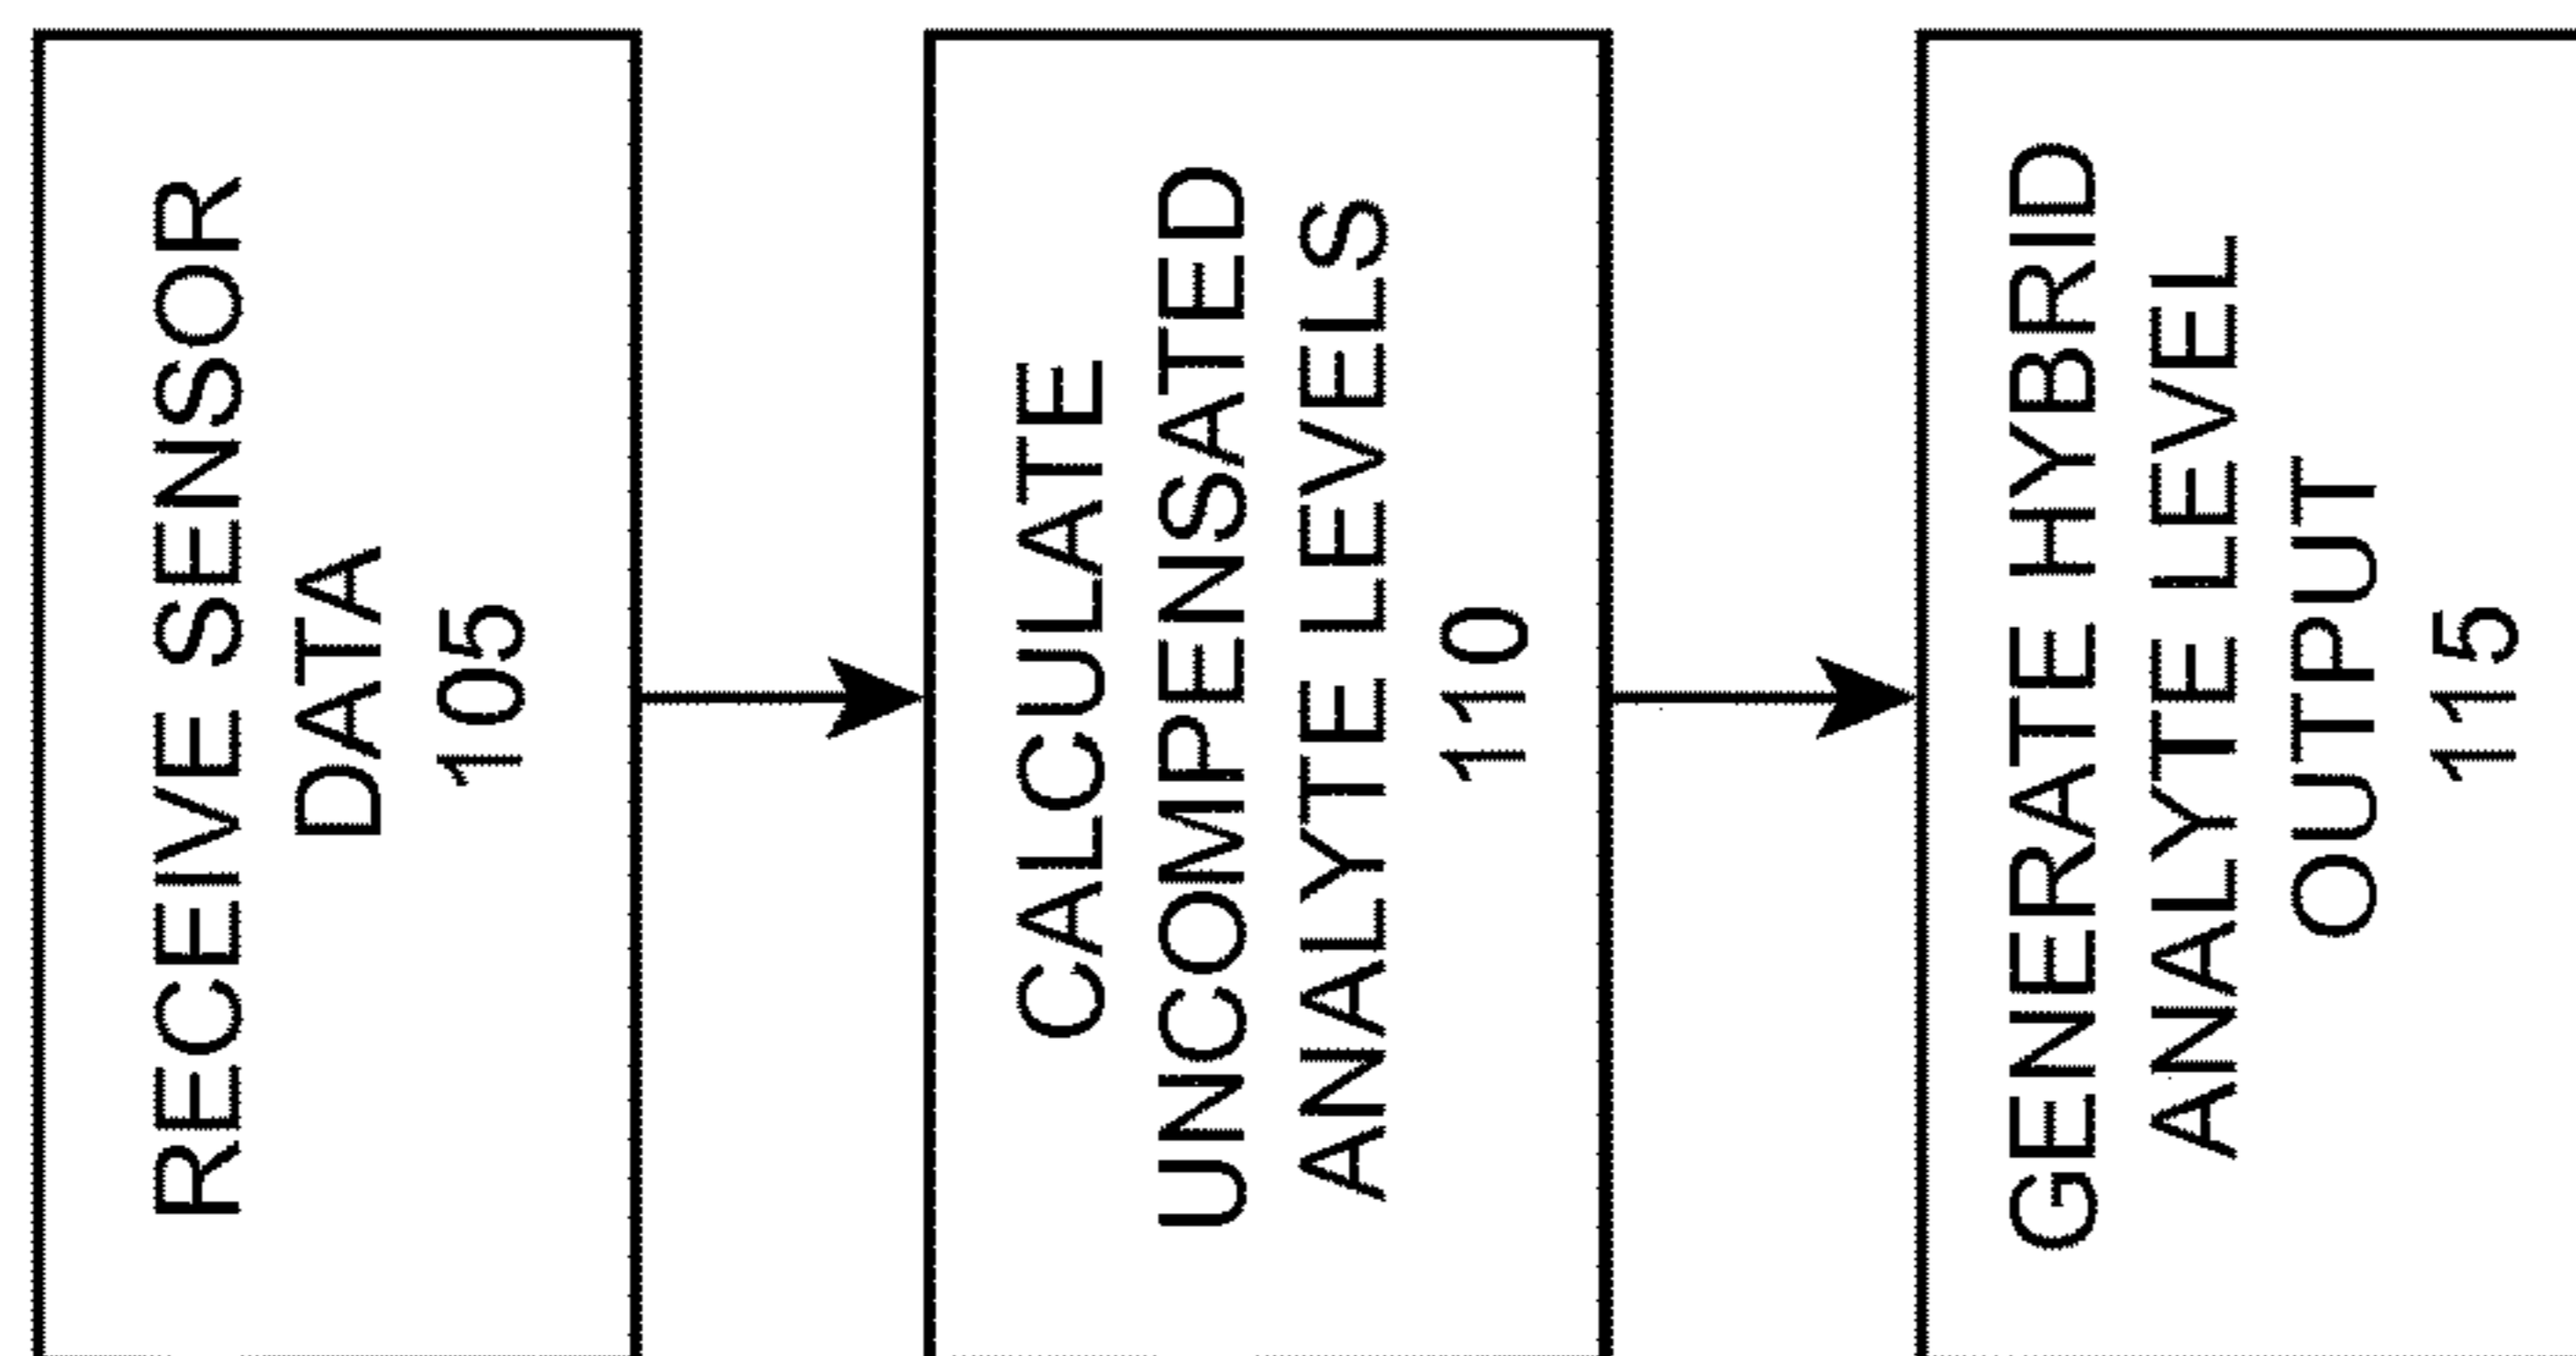 RECEIVE SENSOR
DATA
105
CALCULATE
UNCOMPENSATED
ANALYTE LEVELS
110
GENERATE HYBRID
ANALYTE LEVEL
OUTPUT
115